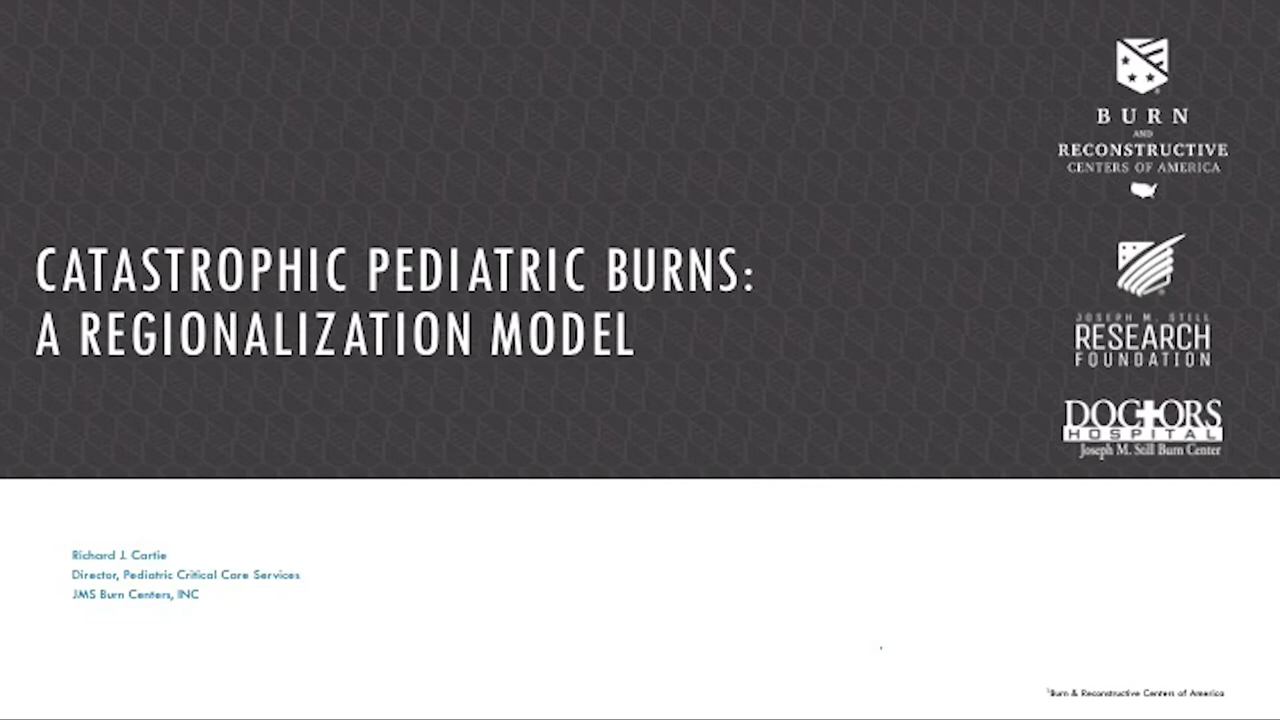 CATASTROPHIC PEDIATRIC BURNS:
A REGIONALIZATION MODEL
BURN
AND
RECONSTRUCTIVE
CENTERS OF AMERICA
JOSEPH M. STILL
RESEARCH
FOUNDATION
DOCTORS
HOSPITAL
Joseph M. Still Burn Center
Richard J. Cartie
Director, Pediatric Critical Care Services
JMS Burn Centers, INC
¹Burn & Reconstructive Centers of America